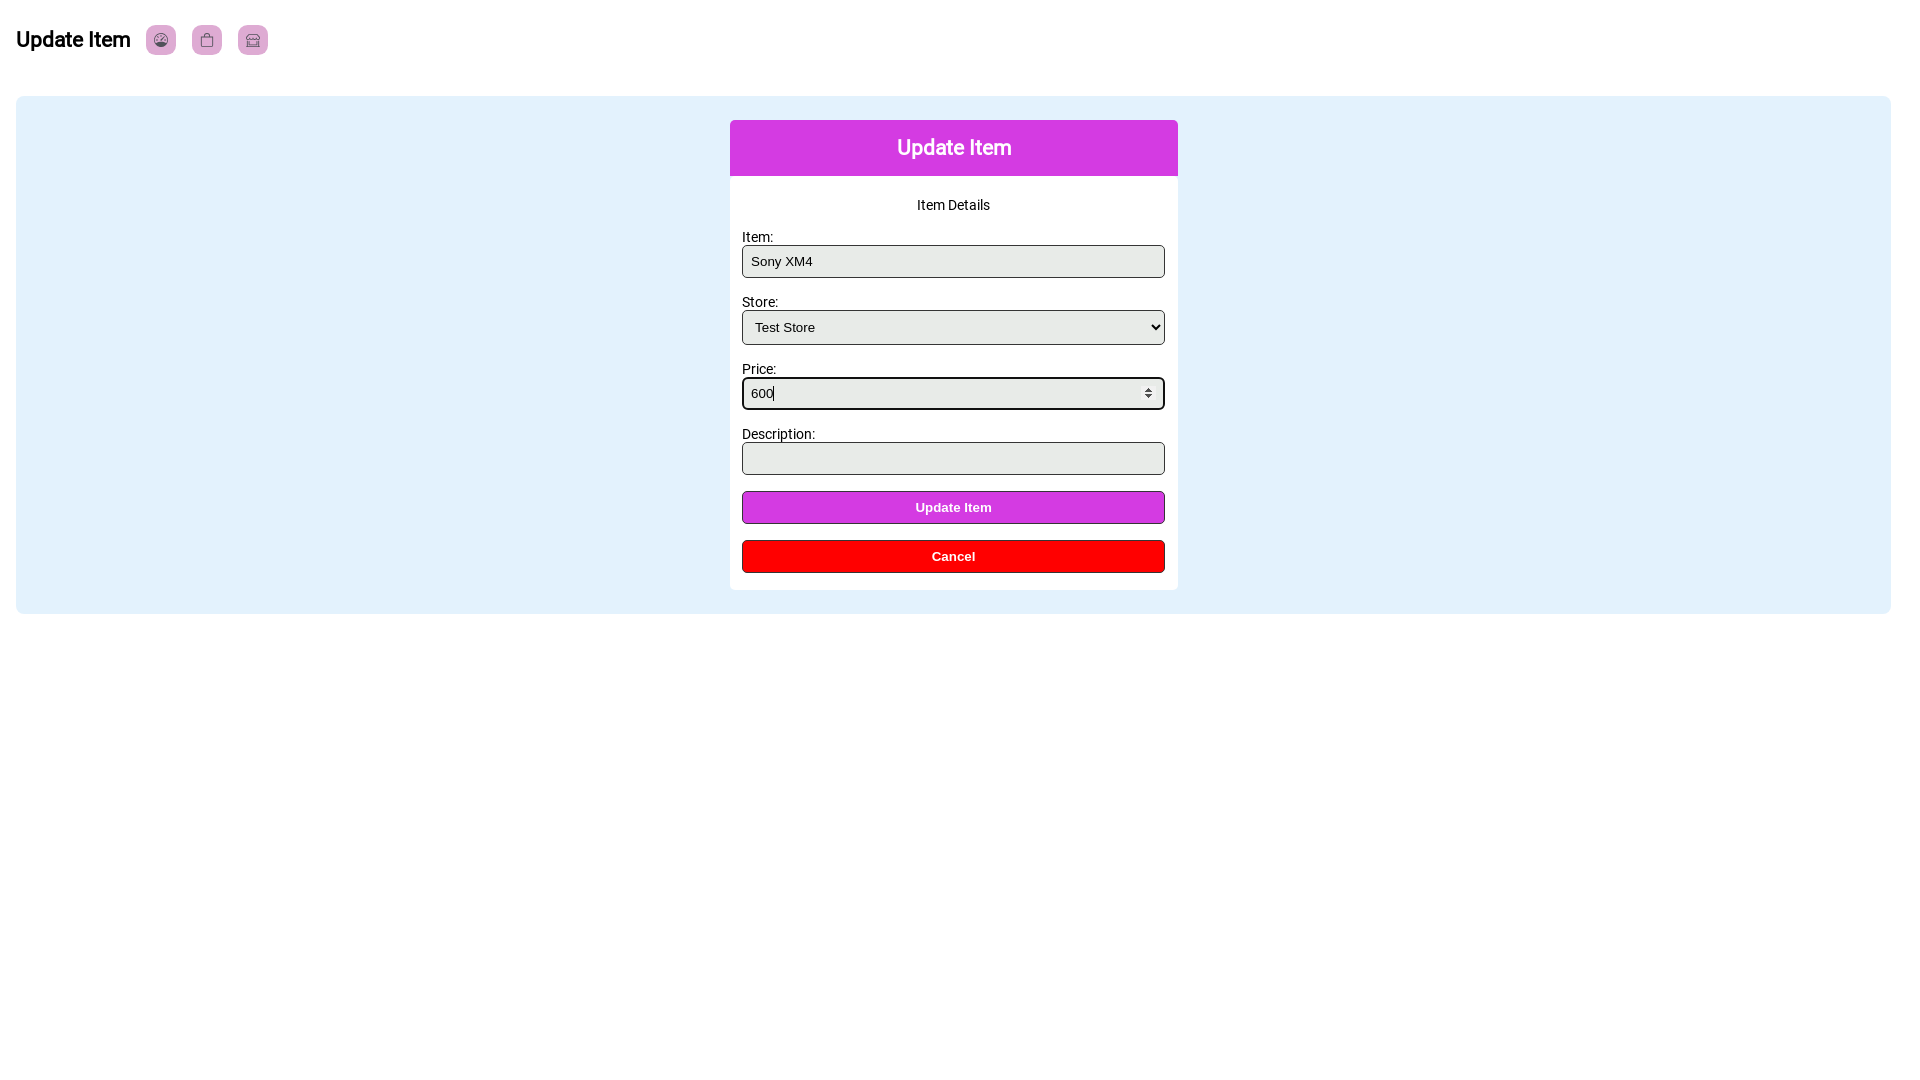 Update Item
Update Item
Item Details
Item:
Sony XM4
Store:
Test Store
Price:
600
Description:
Update Item
Cancel